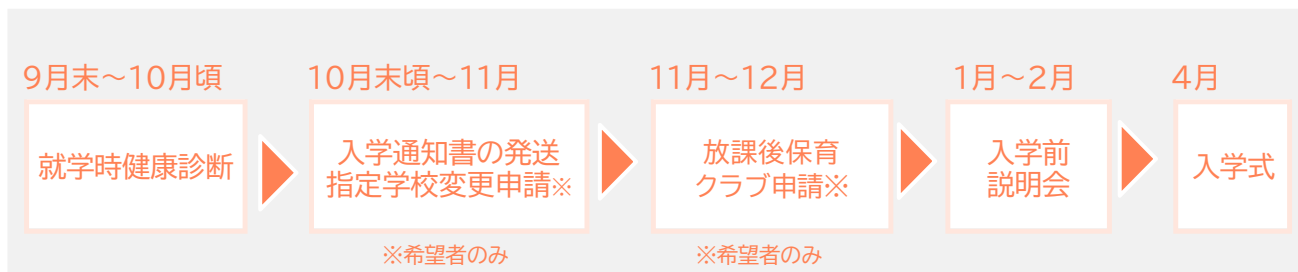 9月末～10月頃
就学時健康診断
10月末頃～11月
入学通知書の発送
指定学校変更申請※
※希望者のみ
11月～12月
放課後保育
クラブ申請※
※希望者のみ
1月～2月
入学前
説明会
4月
入学式